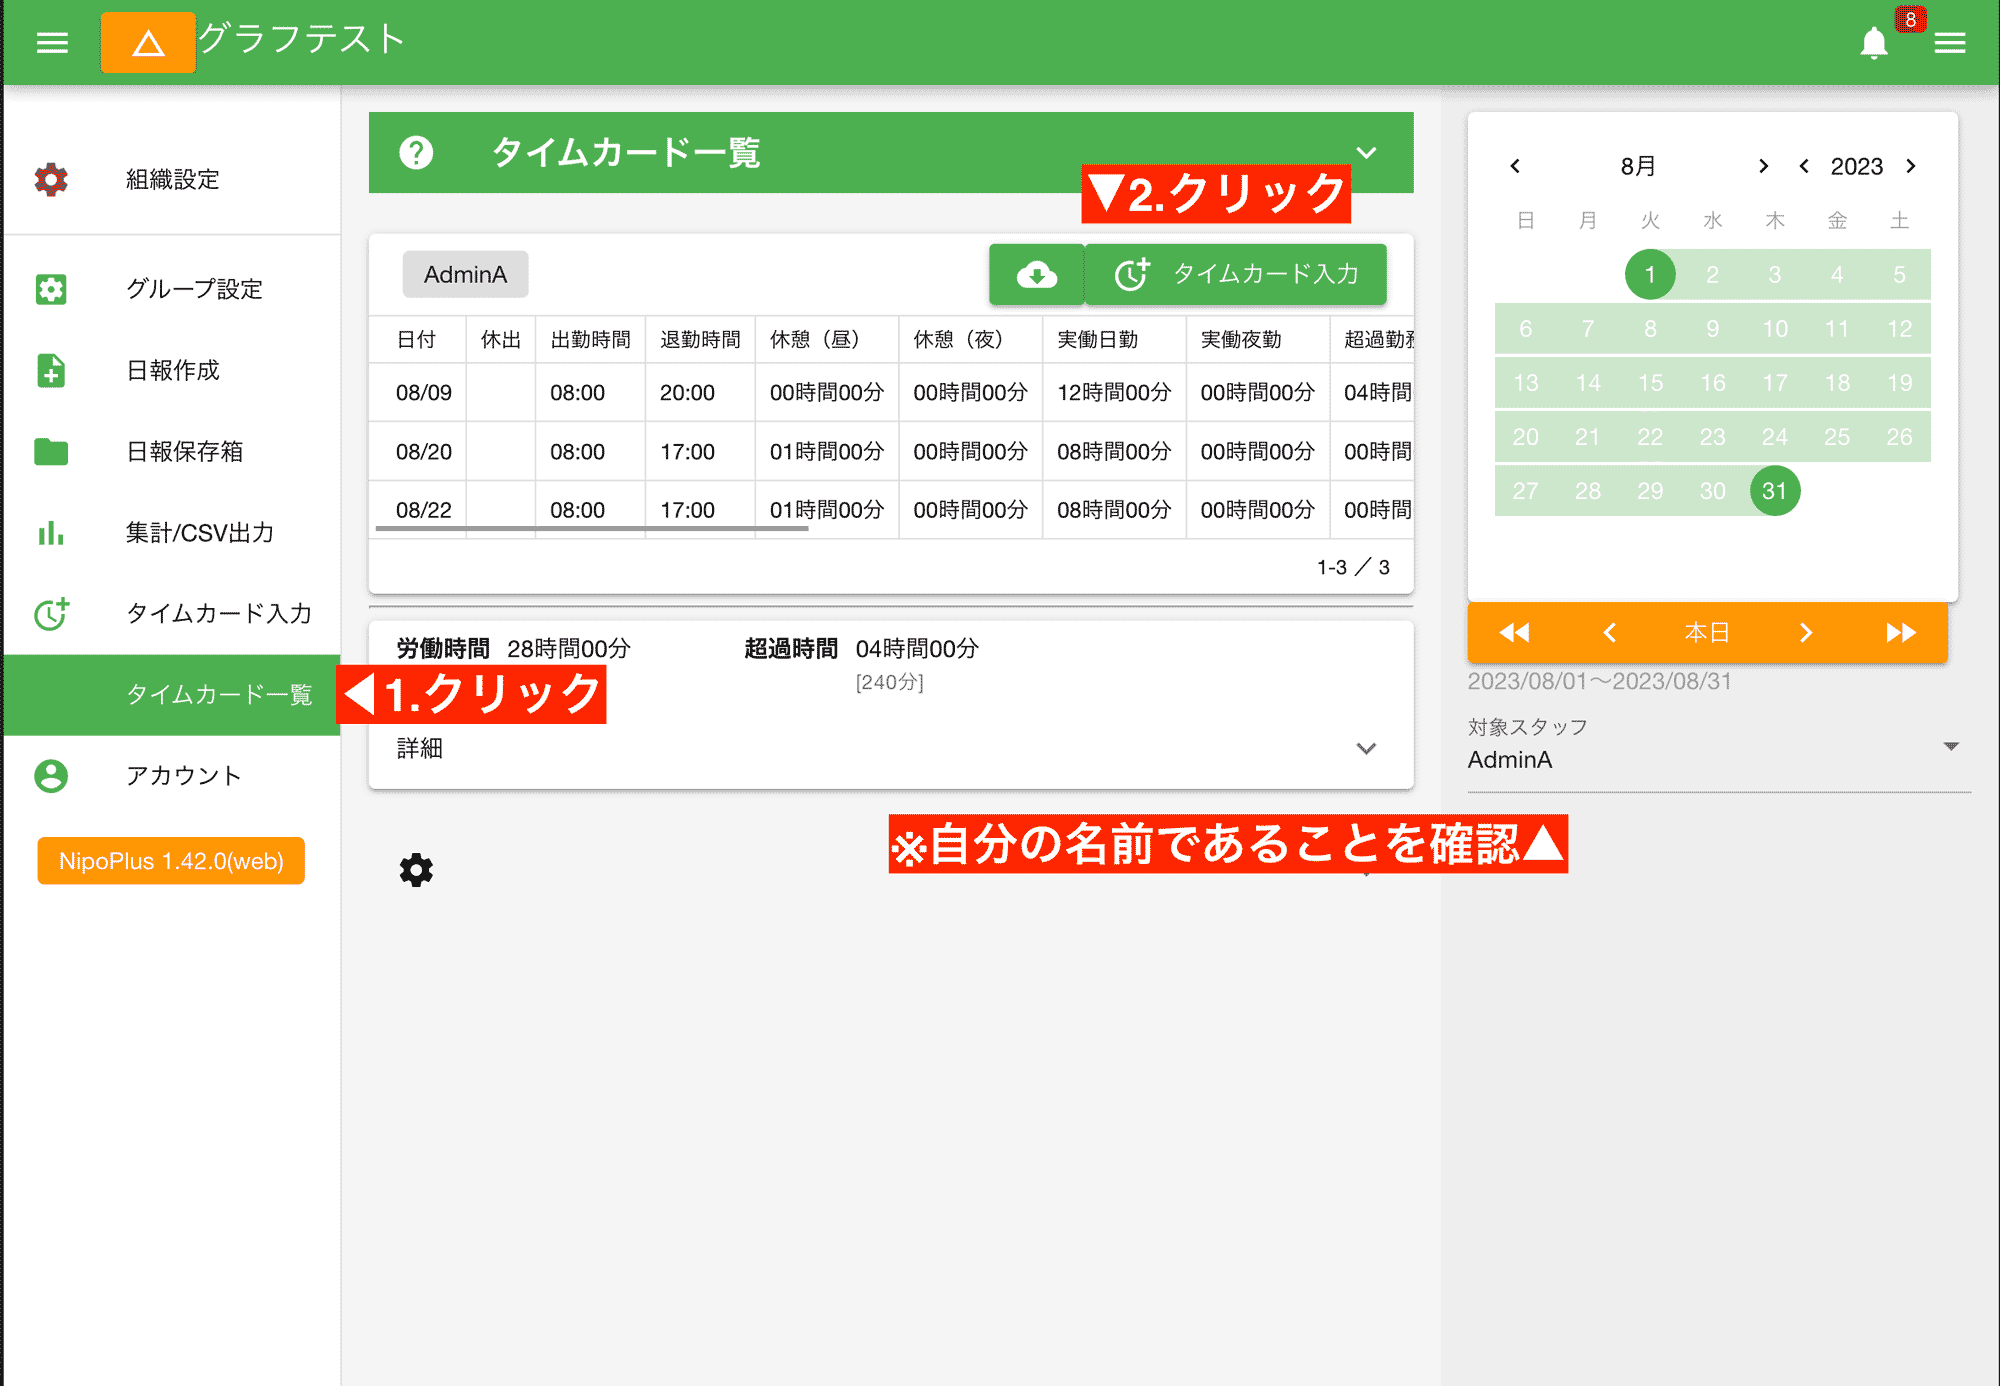 グラフテスト
8
組織設定
グループ設定
日報作成
日報保存箱
集計/CSV出力
タイムカード入力
タイムカード一覧
アカウント
NipoPlus 1.42.0(web)
タイムカード一覧
▼2.クリック
◀1.クリック
AdminA
タイムカード入力
日付 休出 出勤時間 退勤時間 休憩（昼） 休憩（夜） 実働日勤 実働夜勤 超過勤務
08/09 08:00 20:00 00時間00分 00時間00分 12時間00分 00時間00分 04時間
08/20 08:00 17:00 01時間00分 00時間00分 08時間00分 00時間00分 00時間
08/22 08:00 17:00 01時間00分 00時間00分 08時間00分 00時間00分 00時間
1-3 ／ 3
労働時間 28時間00分 超過時間 04時間00分
[240分]
詳細
※自分の名前であることを確認▲
8月 2023
日 月 火 水 木 金 土
1 2 3 4 5
6 7 8 9 10 11 12
13 14 15 16 17 18 19
20 21 22 23 24 25 26
27 28 29 30 31
本日
2023/08/01〜2023/08/31
対象スタッフ
AdminA